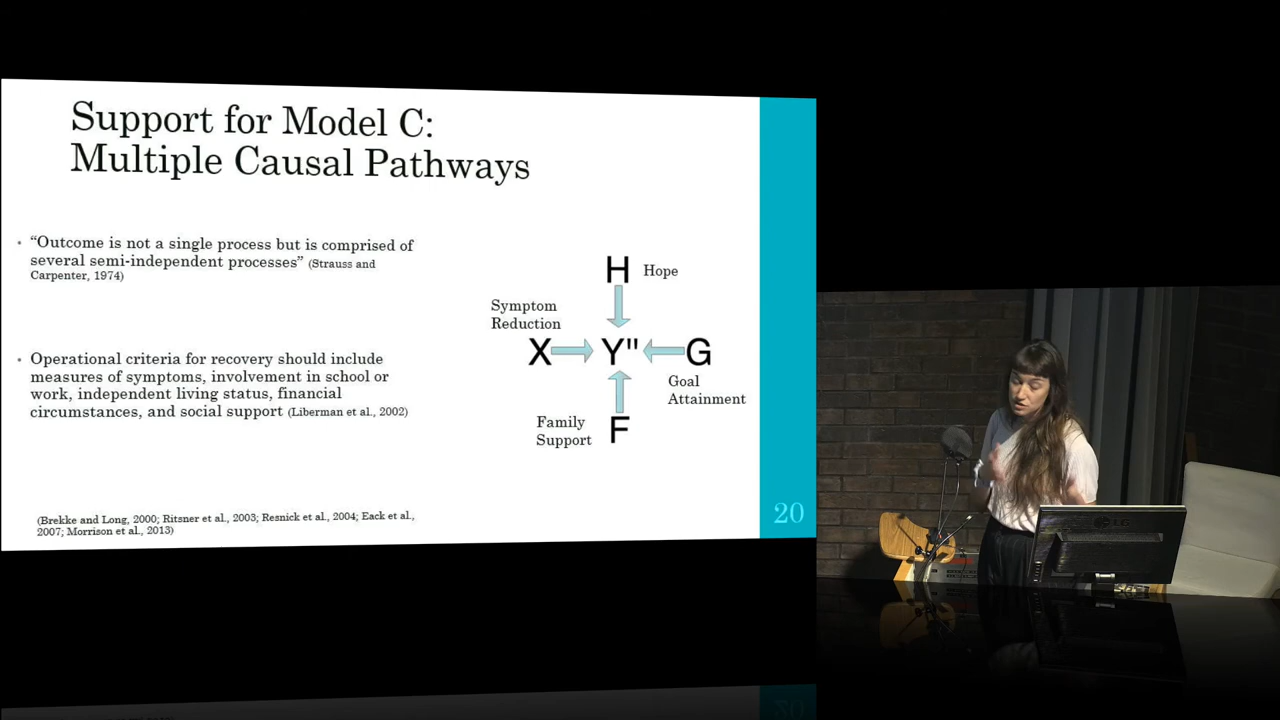 Support for Model C:
Multiple Causal Pathways
• “Outcome is not a single process but is comprised of
several semi-independent processes” (Strauss and
Carpenter, 1974)
• Operational criteria for recovery should include
measures of symptoms, involvement in school or
work, independent living status, financial
circumstances, and social support (Liberman et al., 2002)
(Brekke and Long, 2000; Ritsner et al., 2003; Resnick et al., 2004; Eack et al.,
2007; Morrison et al., 2013)
H Hope
Symptom
Reduction
X Y" G
Goal
Attainment
Family
Support
F
20
LG